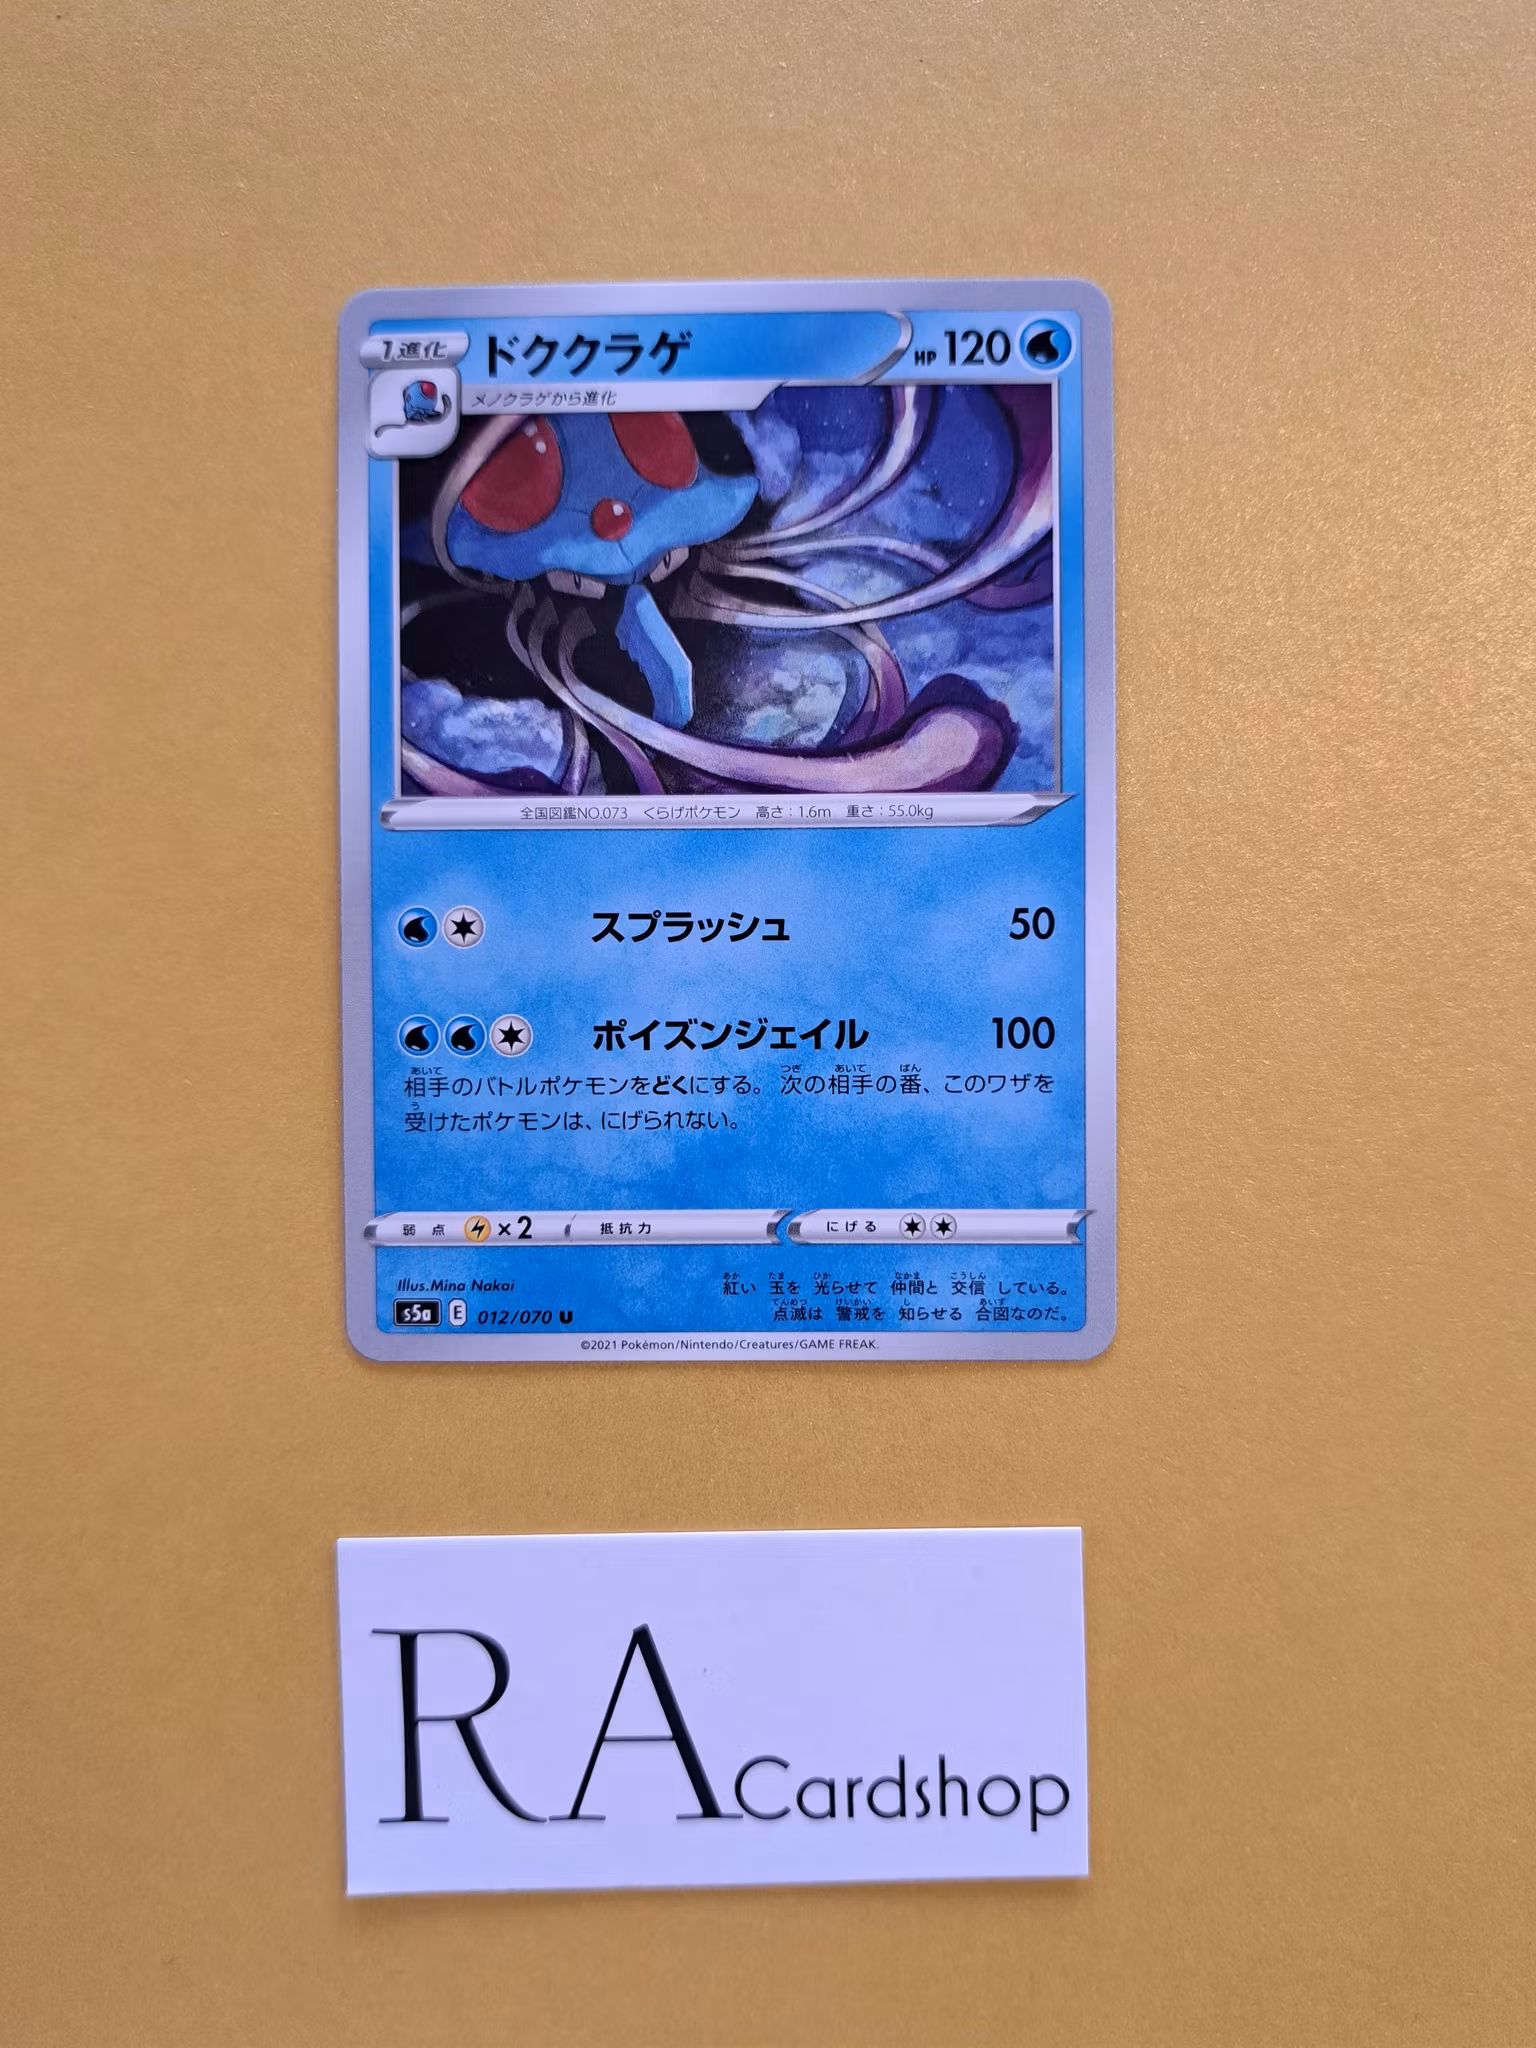 1進化 ドククラゲ HP 120
メノクラゲから進化
全国図鑑NO.073 くらげポケモン 高さ：1.6m 重さ：55.0kg
スプラッシュ 50
ポイズンジェイル 100
相手のバトルポケモンをどくにする。 次の相手の番、このワザを
受けたポケモンは、にげられない。
弱点 ×2 抵抗力 にげる
Illus.Mina Nakai
紅い 玉を 光らせて 仲間と 交信 している。
点滅は 警戒を 知らせる 合図なのだ。
s5a E 012/070 U
©2021 Pokémon/Nintendo/Creatures/GAME FREAK.
RA Cardshop